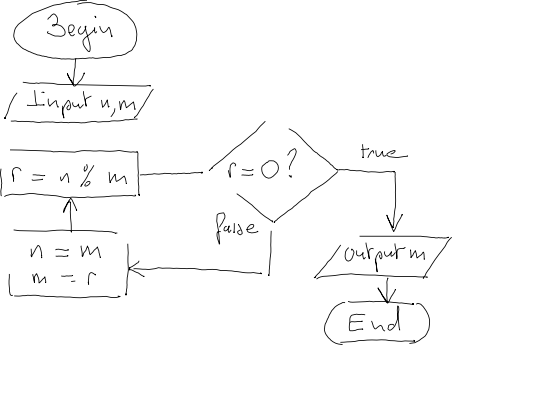 Begin
Input n, m
r = n % m
r = 0 ?
true
false
n = m
m = r
output m
End